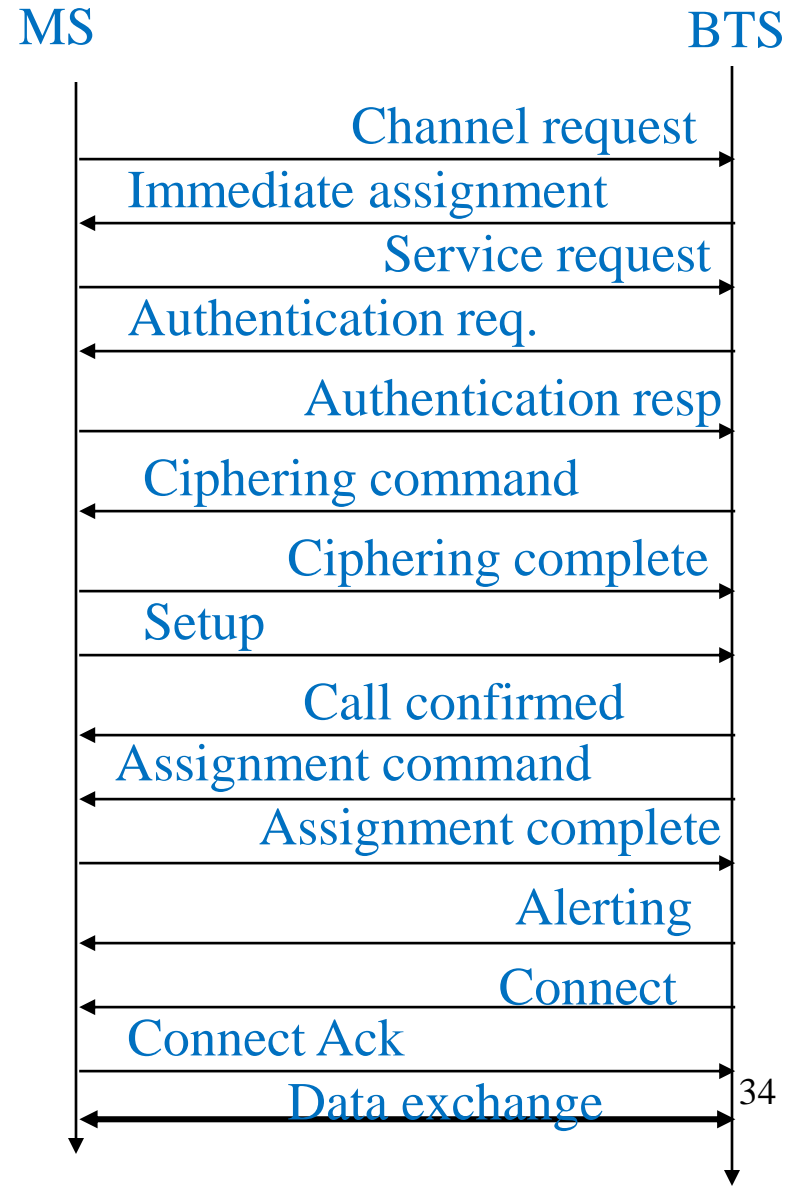 MS
BTS
Channel request
Immediate assignment
Service request
Authentication req.
Authentication resp
Ciphering command
Ciphering complete
Setup
Call confirmed
Assignment command
Assignment complete
Alerting
Connect
Connect Ack
Data exchange
34